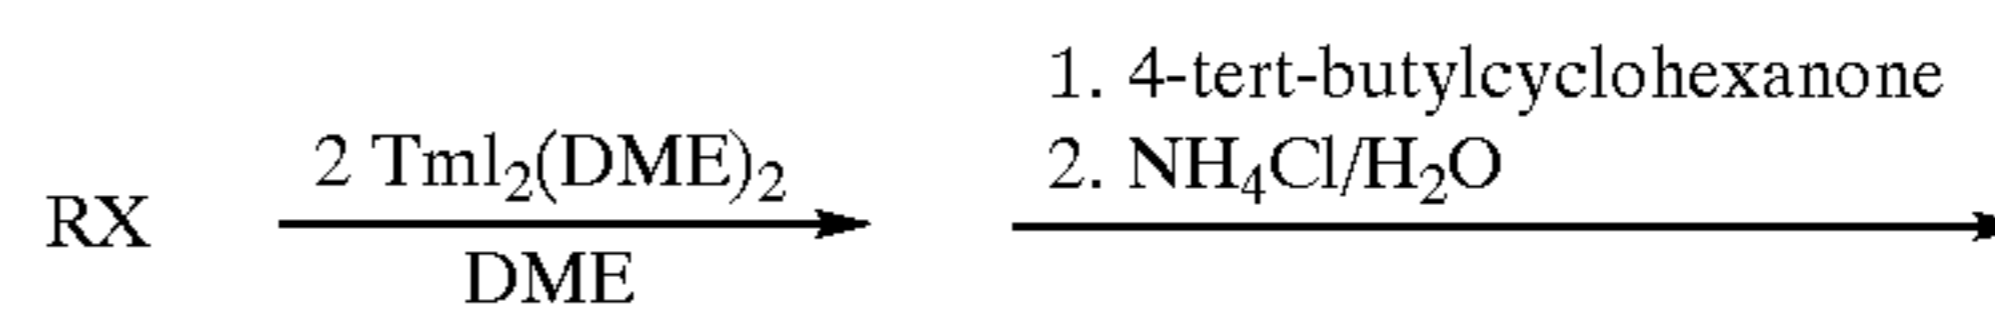 1. 4-tert-butylcyclohexanone
2 TmI₂(DME)₂
2. NH₄Cl/H₂O
RX
DME